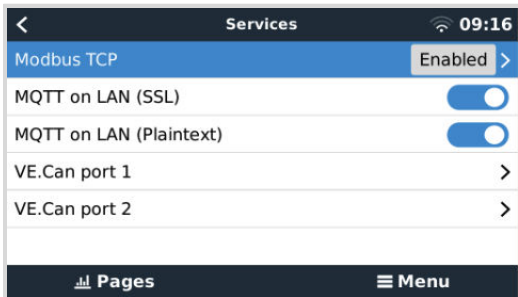 Services 09:16
Modbus TCP Enabled
MQTT on LAN (SSL)
MQTT on LAN (Plaintext)
VE.Can port 1
VE.Can port 2
Pages Menu